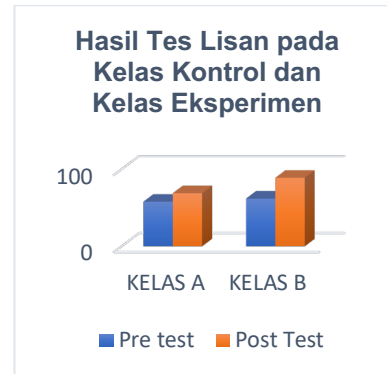 Hasil Tes Lisan pada
Kelas Kontrol dan
Kelas Eksperimen
100
0
KELAS A KELAS B
Pre test Post Test